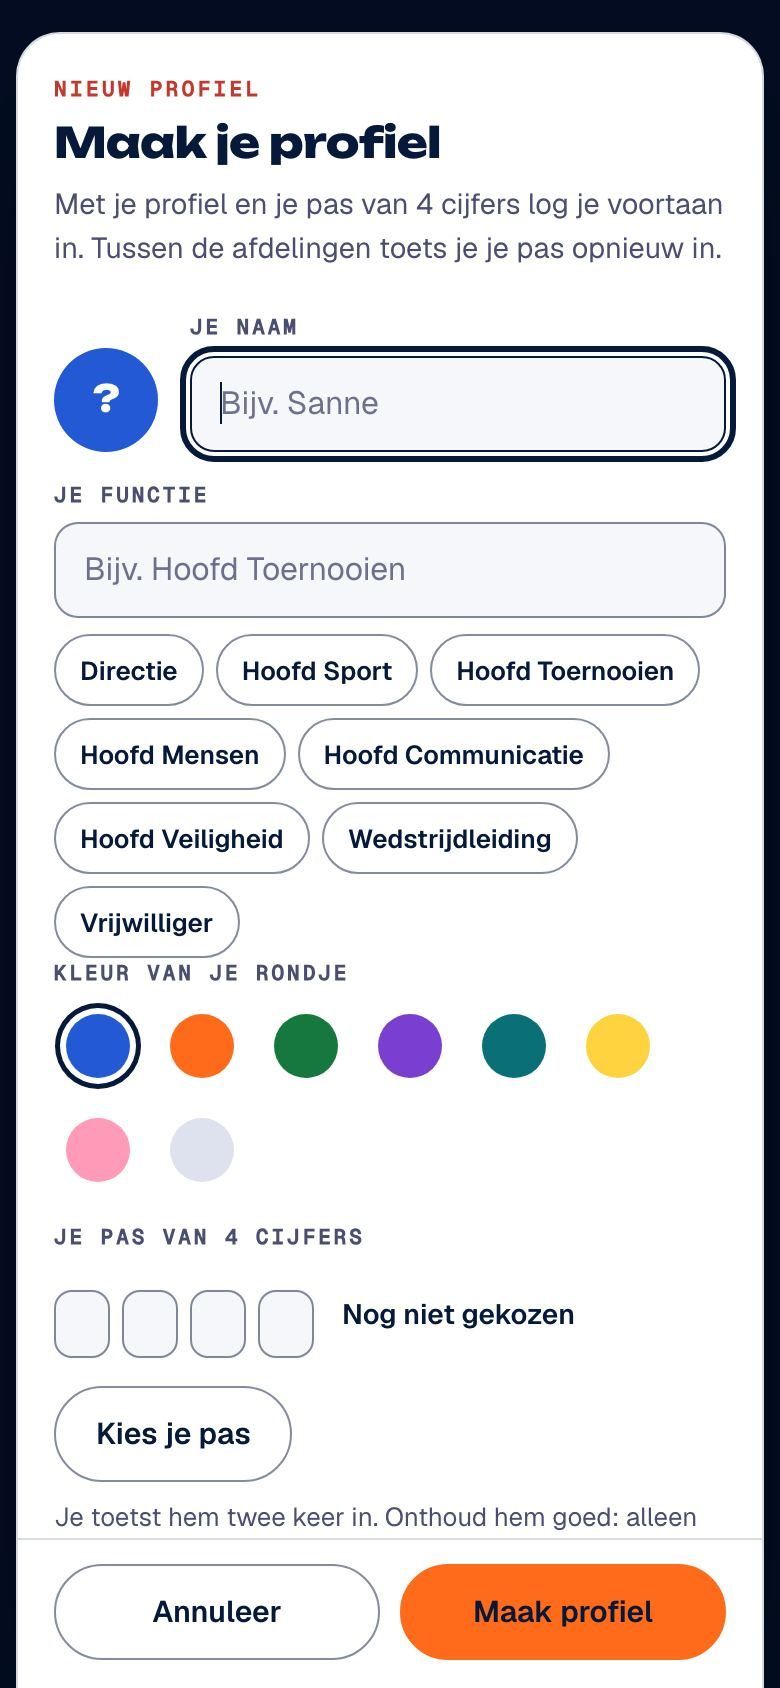 NIEUW PROFIEL
Maak je profiel
Met je profiel en je pas van 4 cijfers log je voortaan
in. Tussen de afdelingen toets je je pas opnieuw in.
JE NAAM
?
Bijv. Sanne
JE FUNCTIE
Bijv. Hoofd Toernooien
Directie
Hoofd Sport
Hoofd Toernooien
Hoofd Mensen
Hoofd Communicatie
Hoofd Veiligheid
Wedstrijdleiding
Vrijwilliger
KLEUR VAN JE RONDJE
JE PAS VAN 4 CIJFERS
Nog niet gekozen
Kies je pas
Je toetst hem twee keer in. Onthoud hem goed: alleen
Annuleer
Maak profiel